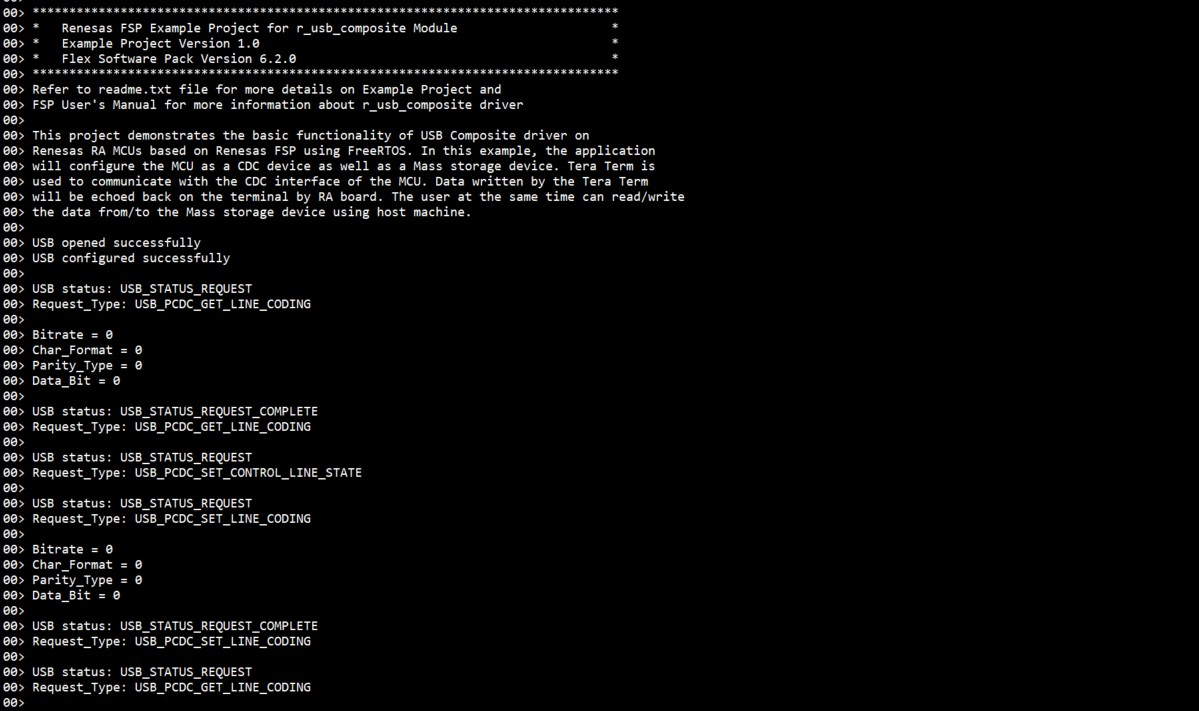 00> ********************************************************************************
00> *   Renesas FSP Example Project for r_usb_composite Module                     *
00> *   Example Project Version 1.0                                                *
00> *   Flex Software Pack Version 6.2.0                                           *
00> ********************************************************************************
00> Refer to readme.txt file for more details on Example Project and
00> FSP User's Manual for more information about r_usb_composite driver
00>
00> This project demonstrates the basic functionality of USB Composite driver on
00> Renesas RA MCUs based on Renesas FSP using FreeRTOS. In this example, the application
00> will configure the MCU as a CDC device as well as a Mass storage device. Tera Term is
00> used to communicate with the CDC interface of the MCU. Data written by the Tera Term
00> will be echoed back on the terminal by RA board. The user at the same time can read/write
00> the data from/to the Mass storage device using host machine.
00>
00> USB opened successfully
00> USB configured successfully
00>
00> USB status: USB_STATUS_REQUEST
00> Request_Type: USB_PCDC_GET_LINE_CODING
00>
00> Bitrate = 0
00> Char_Format = 0
00> Parity_Type = 0
00> Data_Bit = 0
00>
00> USB status: USB_STATUS_REQUEST_COMPLETE
00> Request_Type: USB_PCDC_GET_LINE_CODING
00>
00> USB status: USB_STATUS_REQUEST
00> Request_Type: USB_PCDC_SET_CONTROL_LINE_STATE
00>
00> USB status: USB_STATUS_REQUEST
00> Request_Type: USB_PCDC_SET_LINE_CODING
00>
00> Bitrate = 0
00> Char_Format = 0
00> Parity_Type = 0
00> Data_Bit = 0
00>
00> USB status: USB_STATUS_REQUEST_COMPLETE
00> Request_Type: USB_PCDC_SET_LINE_CODING
00>
00> USB status: USB_STATUS_REQUEST
00> Request_Type: USB_PCDC_GET_LINE_CODING
00>